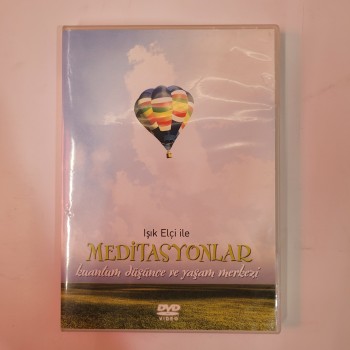 Işık Elçi ile
MEDİTASYONLAR
kuantum düşünce ve yaşam merkezi
DVD
VIDEO